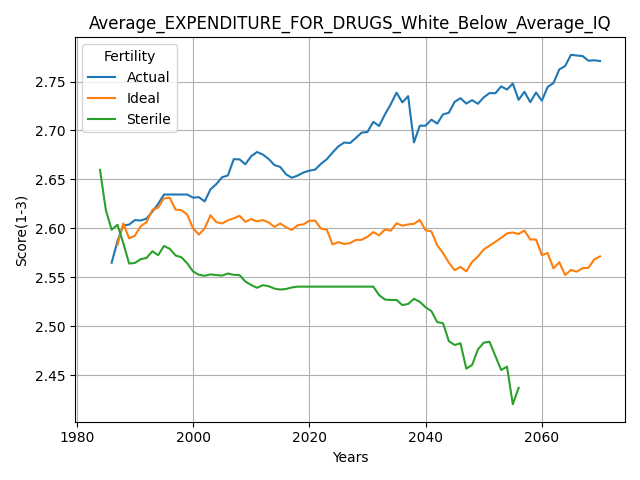 Average_EXPENDITURE_FOR_DRUGS_White_Below_Average_IQ
Fertility
Actual
Ideal
Sterile
Score(1-3)
2.75
2.70
2.65
2.60
2.55
2.50
2.45
1980 2000 2020 2040 2060
Years